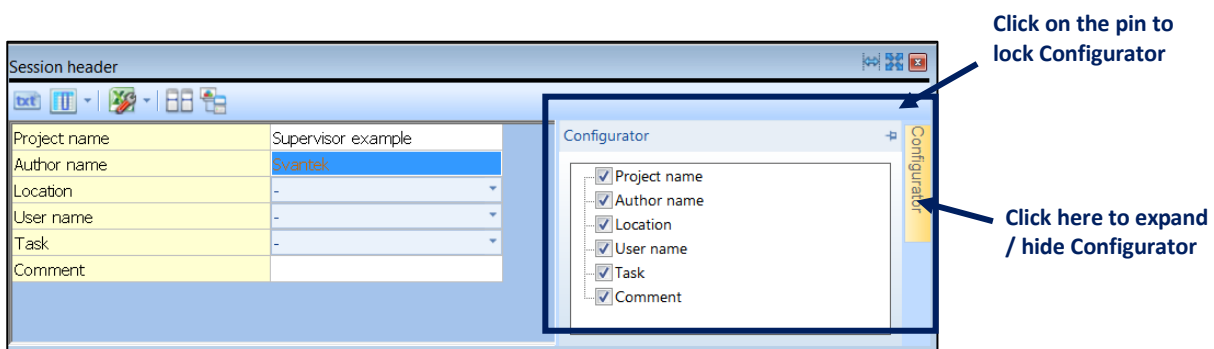 Click on the pin to
lock Configurator
Session header
txt
Project name Supervisor example
Author name Svantek
Location -
User name -
Task -
Comment
Configurator
Project name
Author name
Location
User name
Task
Comment
Configurator
Click here to expand
/ hide Configurator